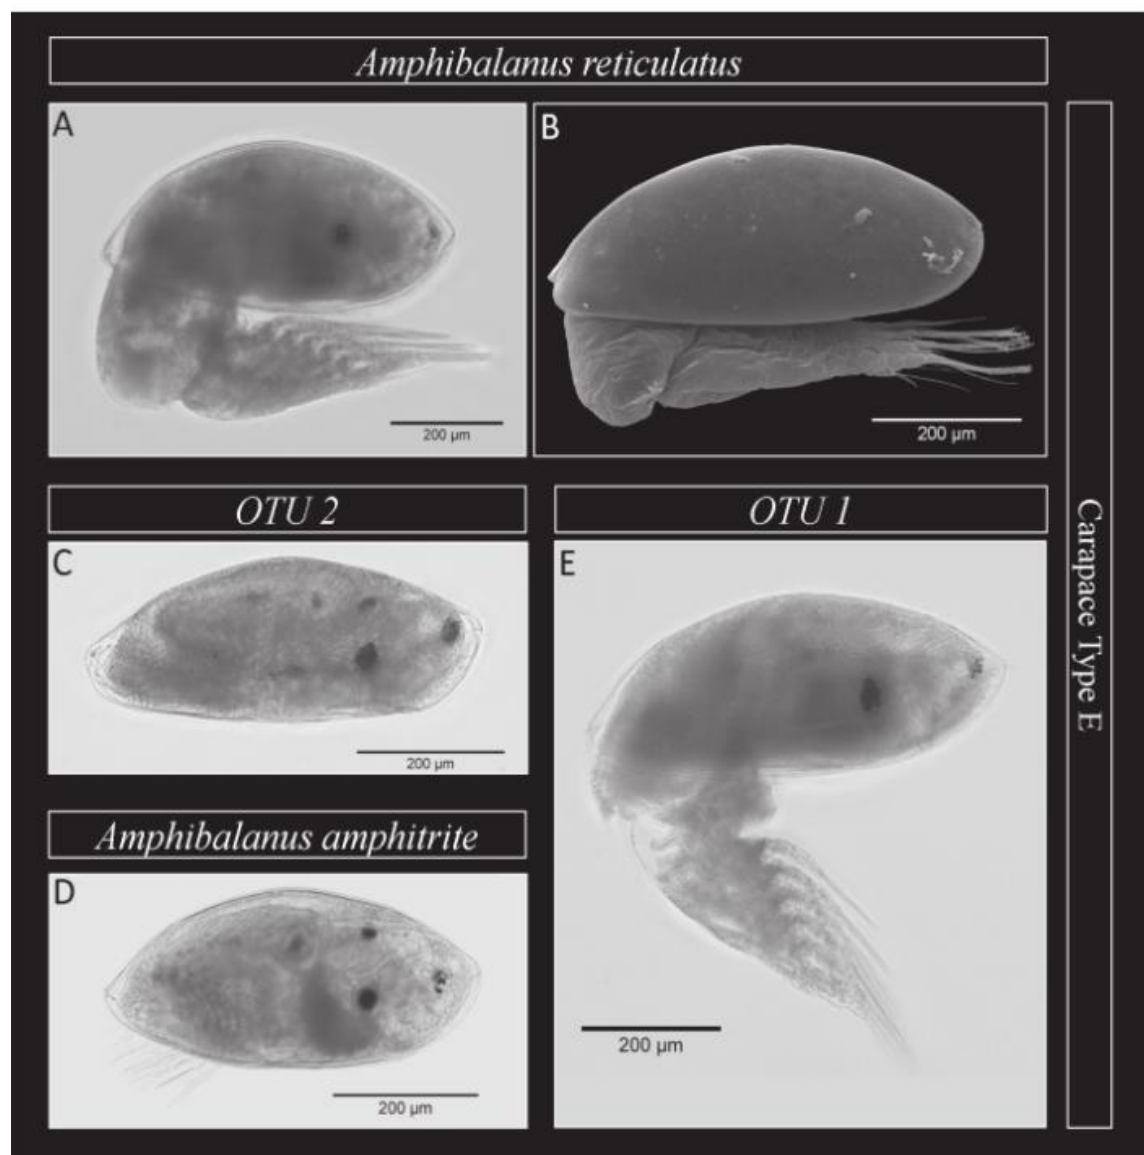 Amphibalanus reticulatus
A
B
200 μm
200 μm
OTU 2
OTU 1
C
E
200 μm
Amphibalanus amphitrite
D
200 μm
200 μm
Carapace Type E